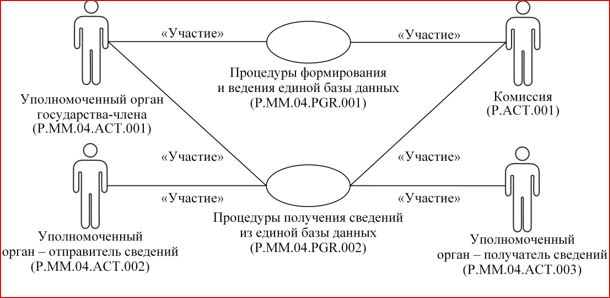 «Участие»
«Участие»
Процедуры формирования
и ведения единой базы данных
(P.MM.04.PGR.001)
Уполномоченный орган
государства-члена
(P.MM.04.ACT.001)
Комиссия
(P.ACT.001)
«Участие»
«Участие»
«Участие»
«Участие»
Процедуры получения сведений
из единой базы данных
(P.MM.04.PGR.002)
Уполномоченный
орган – отправитель сведений
(P.MM.04.ACT.002)
Уполномоченный
орган – получатель сведений
(P.MM.04.ACT.003)